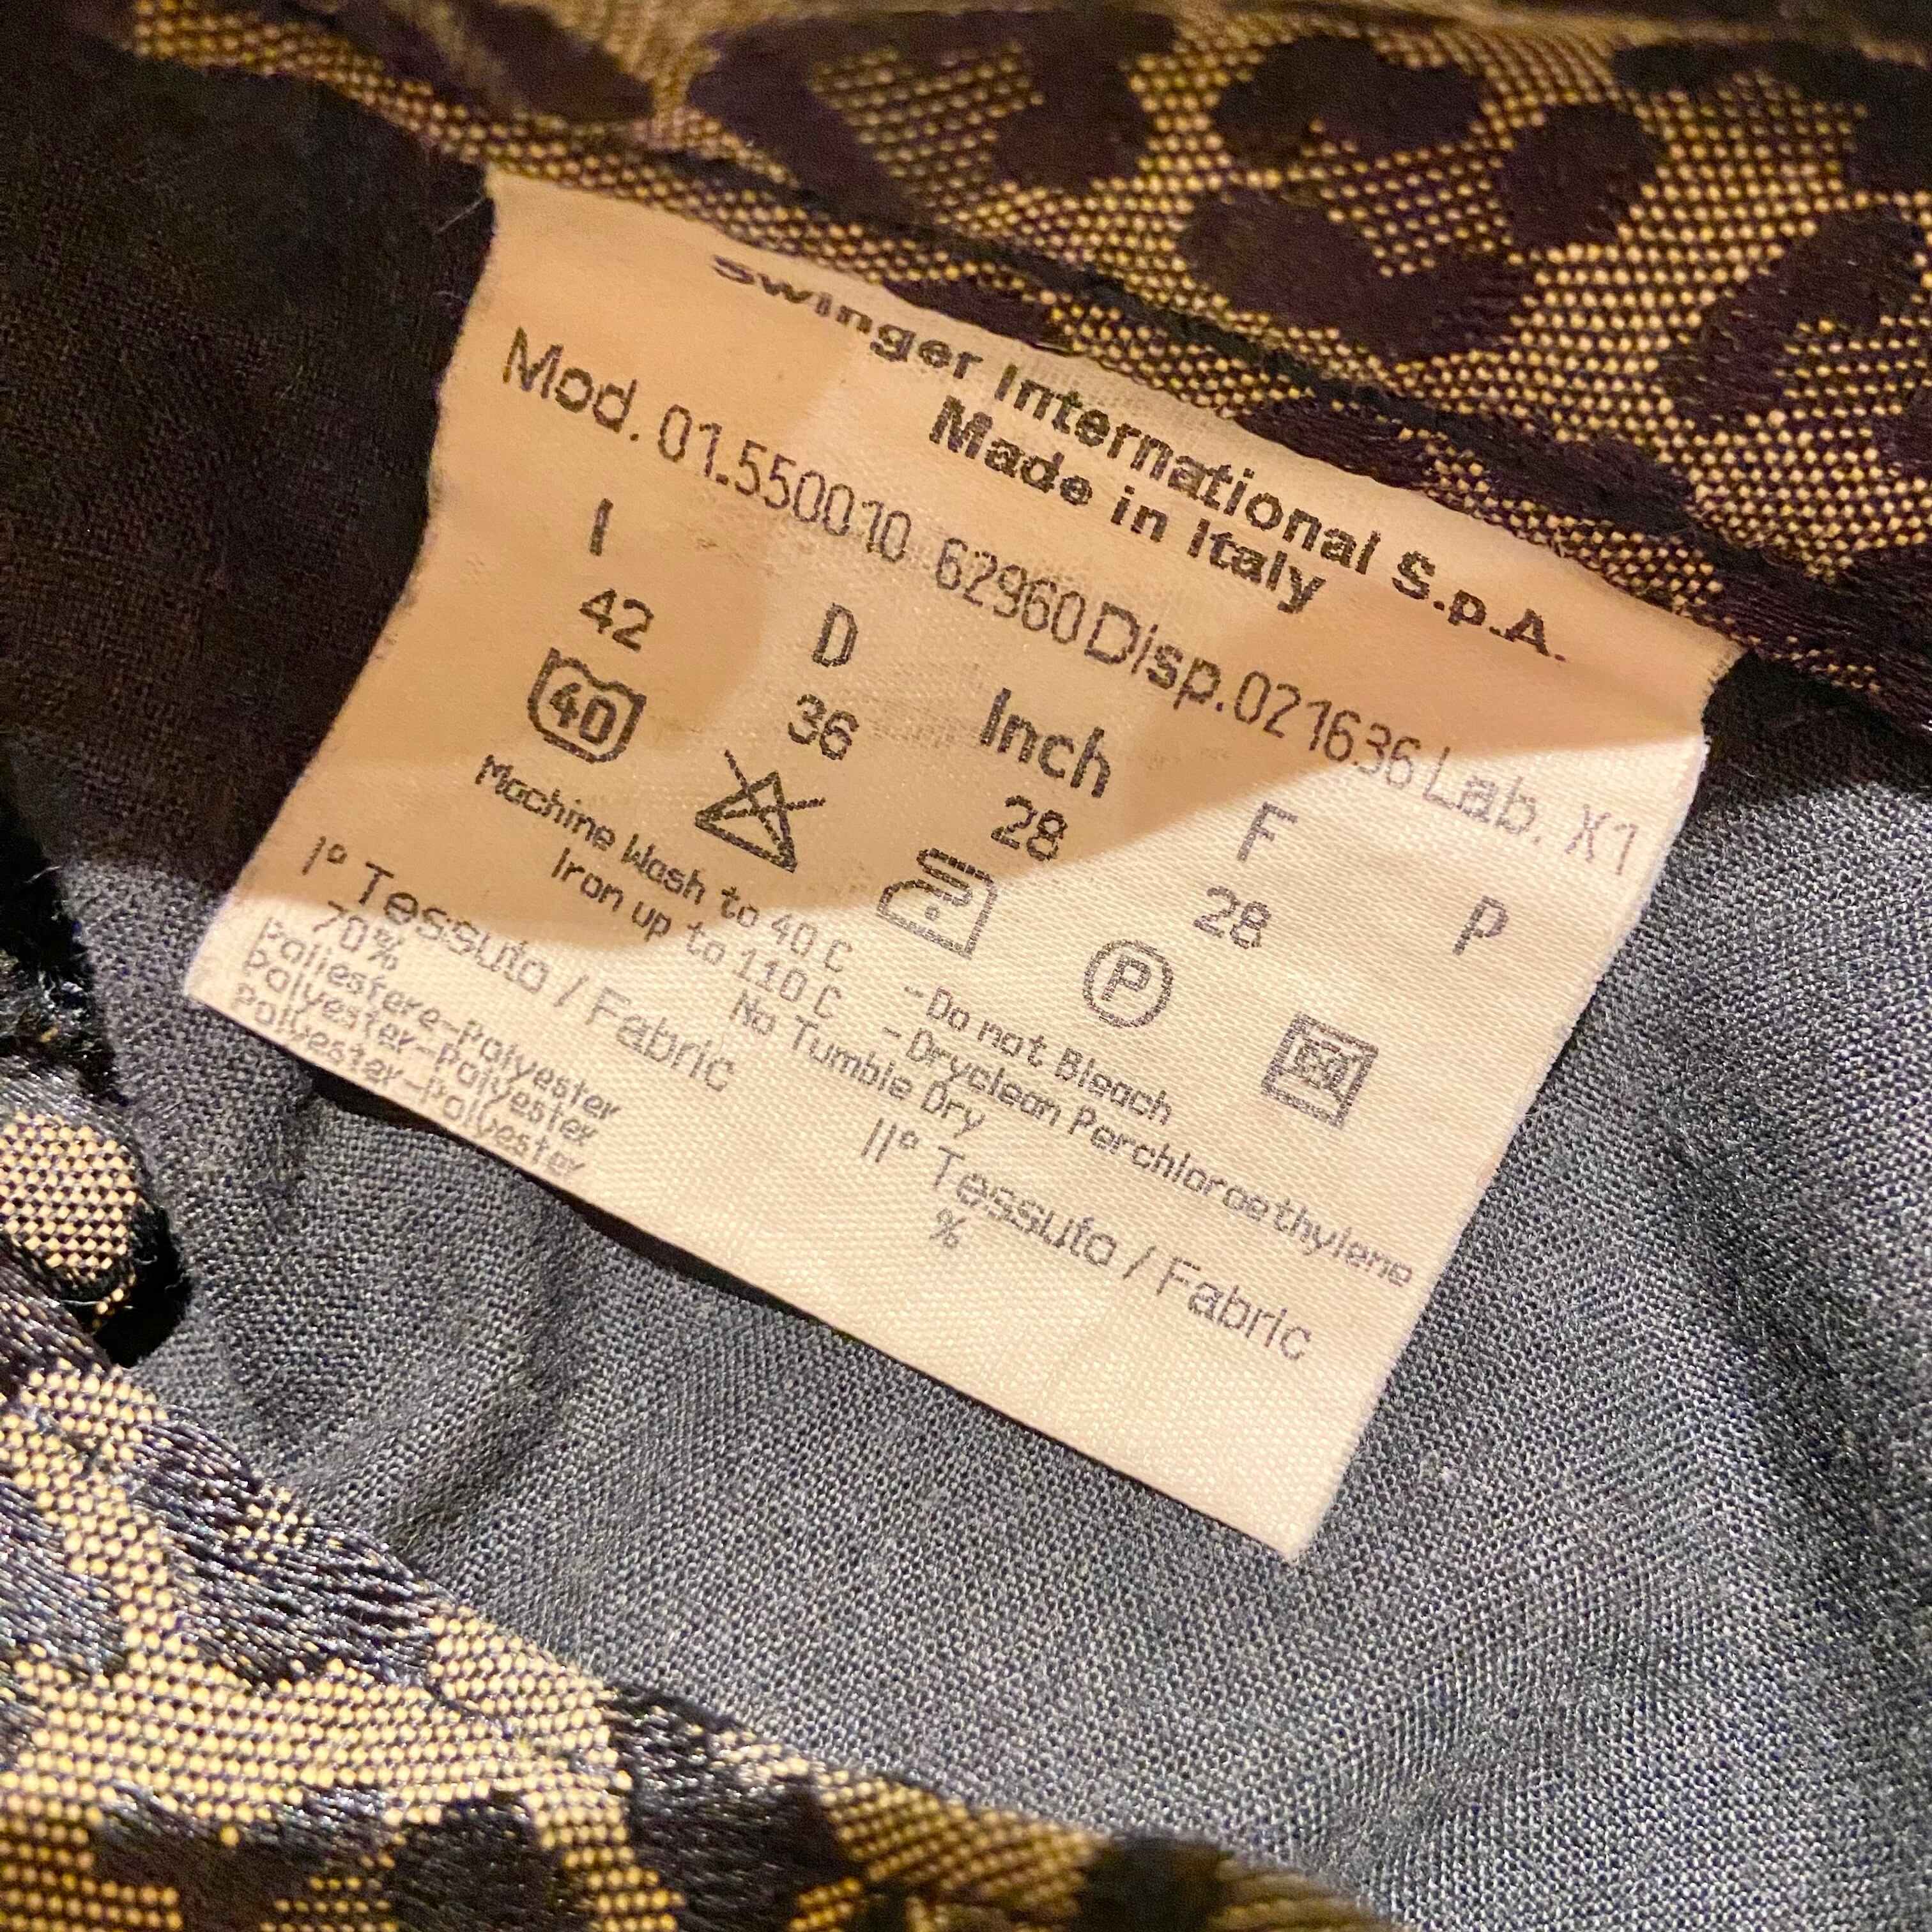 Swinger International S.p.A.
Made in Italy
Mod. 01.550010 62960 Disp. 021636 Lab. X1
I D Inch F P
42 36 28 28
40 P
Machine Wash to 40 C -Do not Bleach
Iron up to 110 C -Dryclean Perchloroethylene
No Tumble Dry
I° Tessuto / Fabric II° Tessuto / Fabric
70% %
Poliestere-Polyester
Polyester-Polyester
Polyester-Polyester